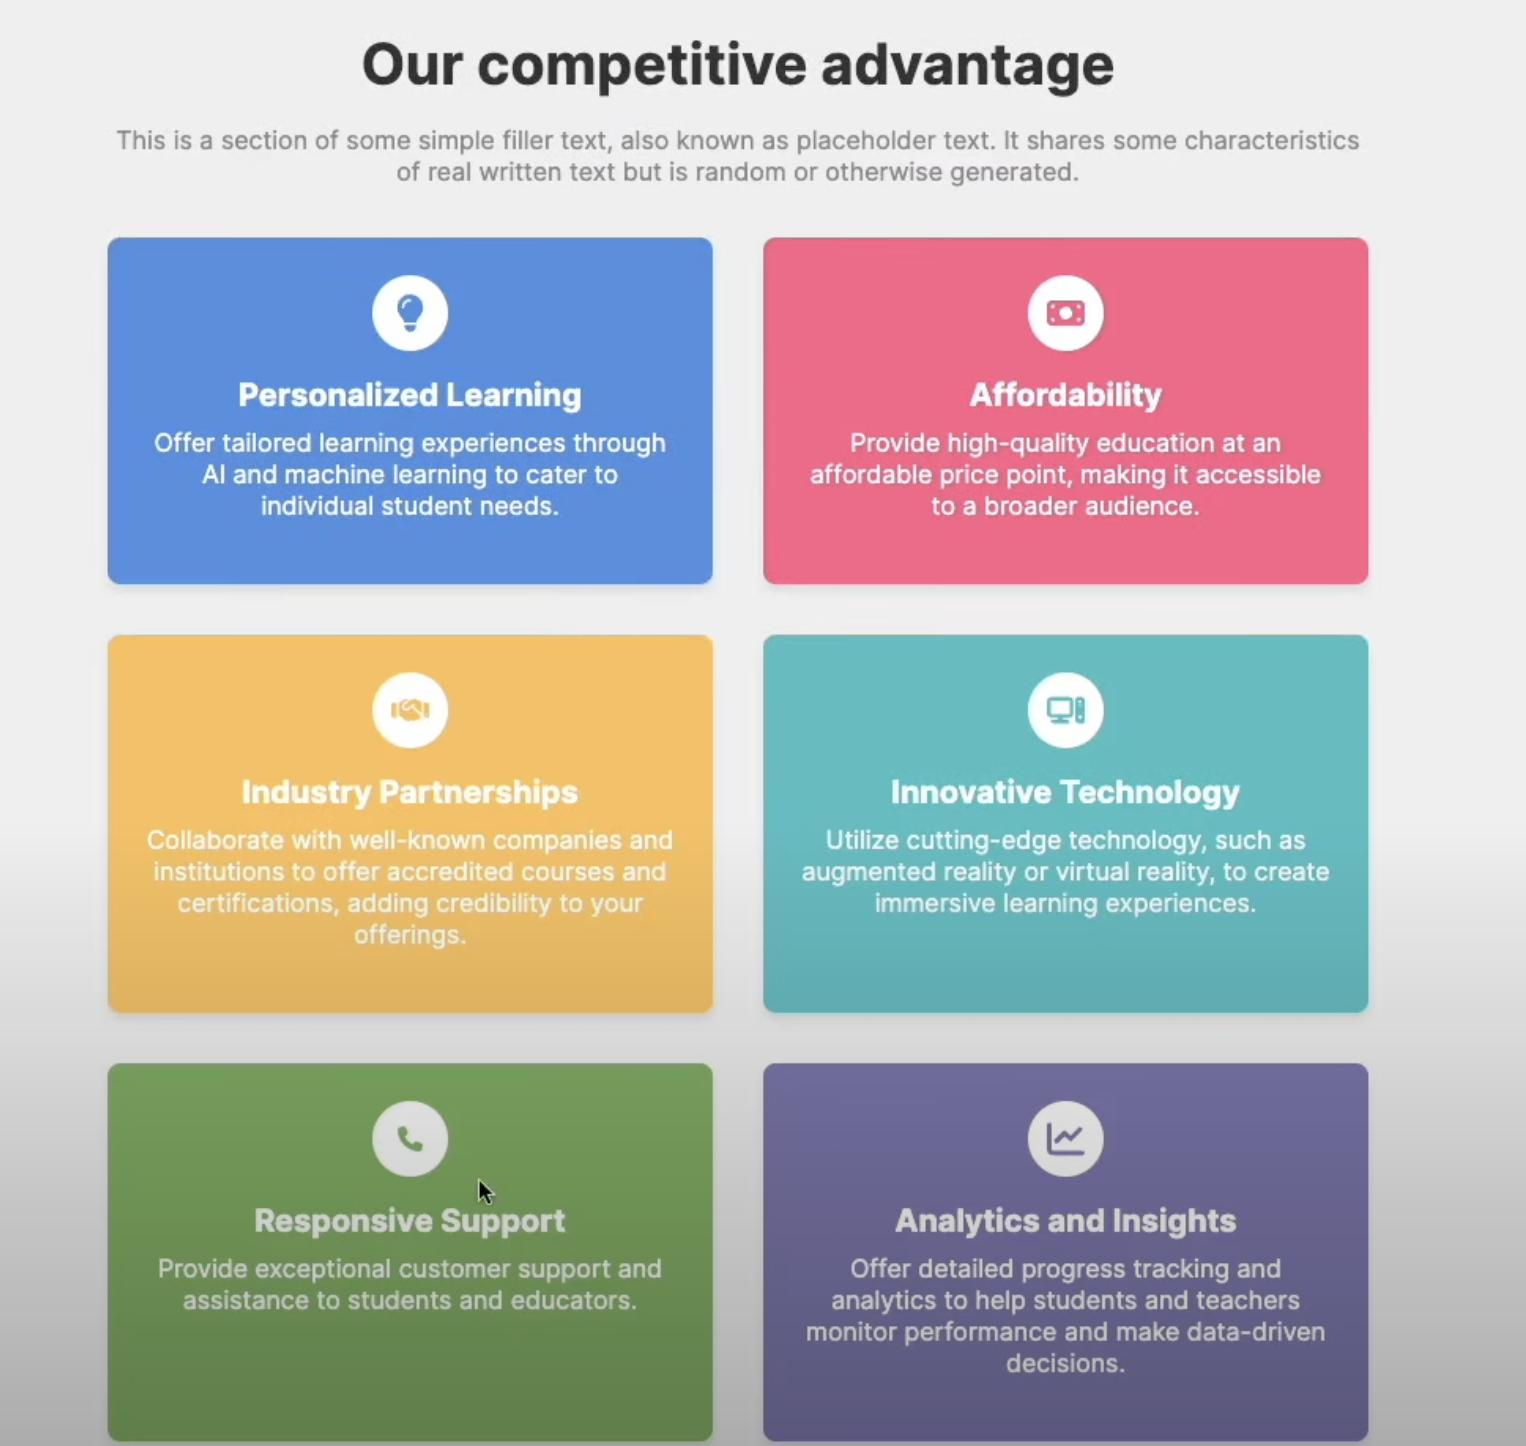 Our competitive advantage
This is a section of some simple filler text, also known as placeholder text. It shares some characteristics
of real written text but is random or otherwise generated.
Personalized Learning
Offer tailored learning experiences through
AI and machine learning to cater to
individual student needs.
Affordability
Provide high-quality education at an
affordable price point, making it accessible
to a broader audience.
Industry Partnerships
Collaborate with well-known companies and
institutions to offer accredited courses and
certifications, adding credibility to your
offerings.
Innovative Technology
Utilize cutting-edge technology, such as
augmented reality or virtual reality, to create
immersive learning experiences.
Responsive Support
Provide exceptional customer support and
assistance to students and educators.
Analytics and Insights
Offer detailed progress tracking and
analytics to help students and teachers
monitor performance and make data-driven
decisions.